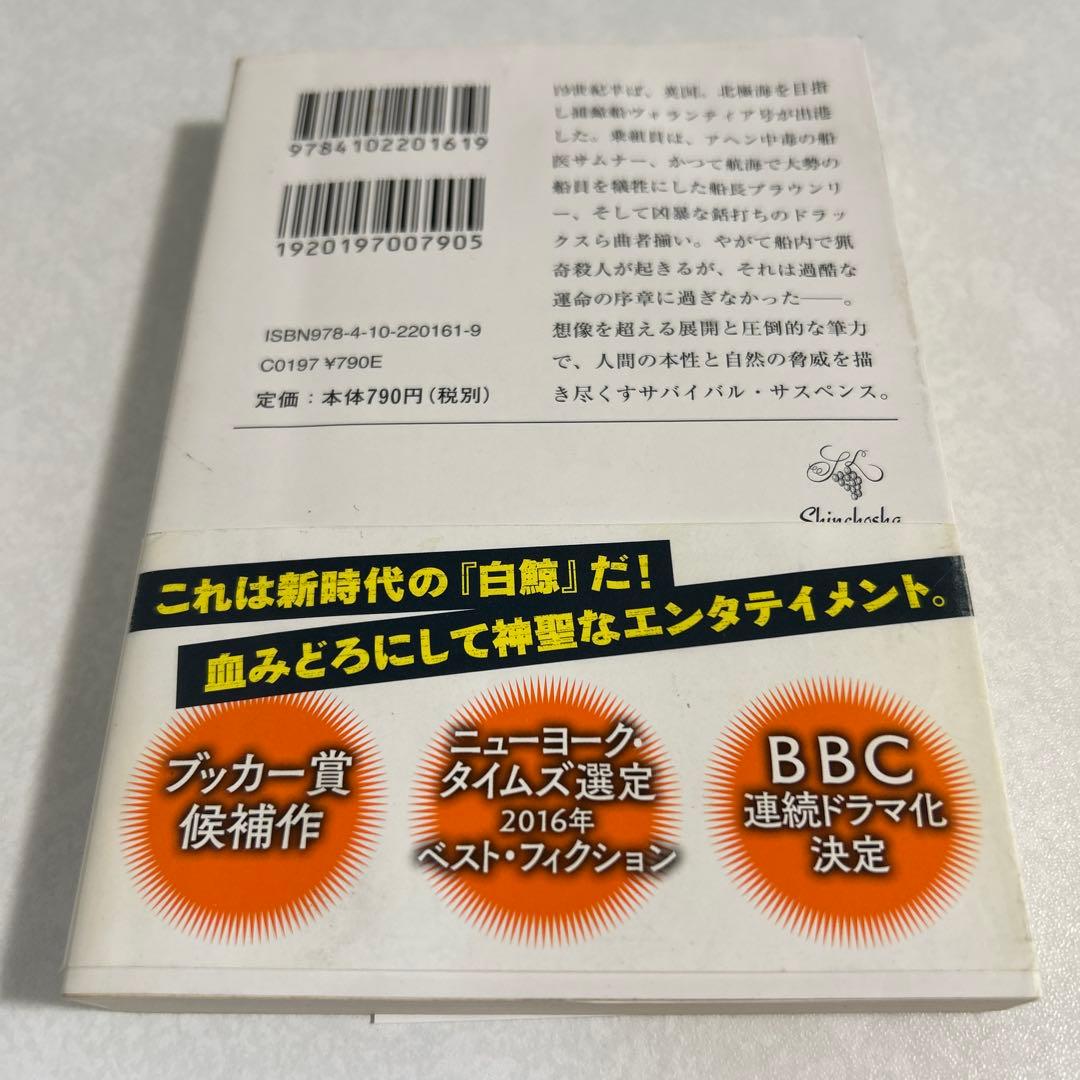 9784102201619
1920197007905
ISBN978-4-10-220161-9
C0197 ¥790E
定価：本体790円（税別）
19世紀半ば、英国。北極海を目指
し捕鯨船ヴォランティア号が出港
した。乗組員は、アヘン中毒の船
医サムナー、かつて航海で大勢の
船員を犠牲にした船長ブラウンリ
ー、そして凶暴な銛打ちのドラッ
クスら曲者揃い。やがて船内で猟
奇殺人が起きるが、それは過酷な
運命の序章に過ぎなかった――。
想像を超える展開と圧倒的な筆力
で、人間の本性と自然の脅威を描
き尽くすサバイバル・サスペンス。
Shinchosha
これは新時代の『白鯨』だ！
血みどろにして神聖なエンタテイメント。
ブッカー賞
候補作
ニューヨーク・
タイムズ選定
2016年
ベスト・フィクション
BBC
連続ドラマ化
決定